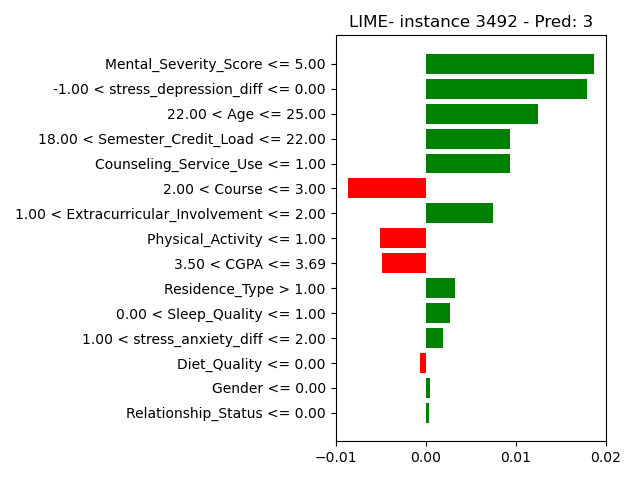 LIME- instance 3492 - Pred: 3
Mental_Severity_Score <= 5.00
-1.00 < stress_depression_diff <= 0.00
22.00 < Age <= 25.00
18.00 < Semester_Credit_Load <= 22.00
Counseling_Service_Use <= 1.00
2.00 < Course <= 3.00
1.00 < Extracurricular_Involvement <= 2.00
Physical_Activity <= 1.00
3.50 < CGPA <= 3.69
Residence_Type > 1.00
0.00 < Sleep_Quality <= 1.00
1.00 < stress_anxiety_diff <= 2.00
Diet_Quality <= 0.00
Gender <= 0.00
Relationship_Status <= 0.00
−0.01 0.00 0.01 0.02